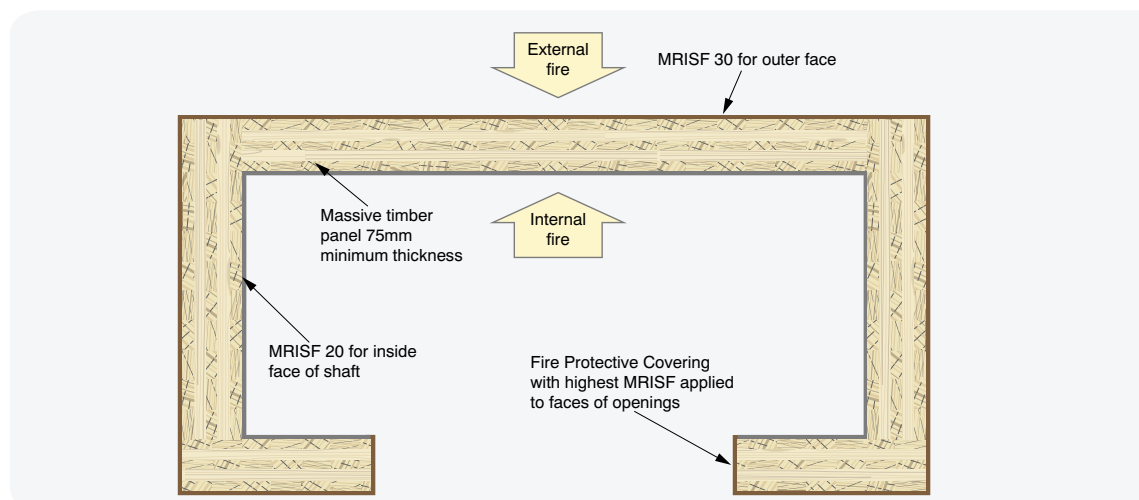 External
fire
MRISF 30 for outer face
Massive timber
panel 75mm
minimum thickness
Internal
fire
MRISF 20 for inside
face of shaft
Fire Protective Covering
with highest MRISF applied
to faces of openings